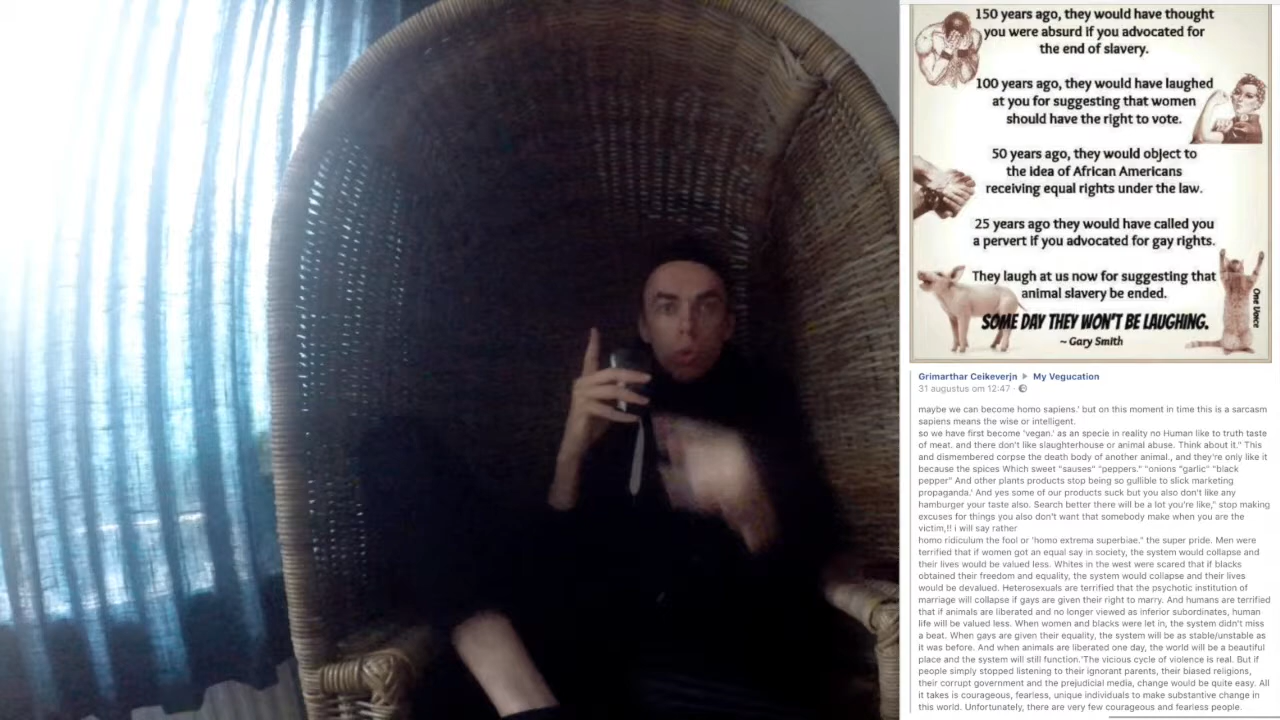 150 years ago, they would have thought
you were absurd if you advocated for
the end of slavery.
100 years ago, they would have laughed
at you for suggesting that women
should have the right to vote.
50 years ago, they would object to
the idea of African Americans
receiving equal rights under the law.
25 years ago they would have called you
a pervert if you advocated for gay rights.
They laugh at us now for suggesting that
animal slavery be ended.
SOME DAY THEY WON'T BE LAUGHING.
~ Gary Smith
One Voice
Grimarthar Ceikeverjn ▶ My Vegucation
31 augustus om 12:47 ·
maybe we can become homo sapiens.' but on this moment in time this is a sarcasm
sapiens means the wise or intelligent.
so we have first become 'vegan.' as an specie in reality no Human like to truth taste
of meat. and there don't like slaughterhouse or animal abuse. Think about it." This
and dismembered corpse the death body of another animal., and they're only like it
because the spices Which sweet "sauses" "peppers." "onions "garlic" "black
pepper" And other plants products stop being so gullible to slick marketing
propaganda.' And yes some of our products suck but you also don't like any
hamburger your taste also. Search better there will be a lot you're like," stop making
excuses for things you also don't want that somebody make when you are the
victim,!! i will say rather
homo ridiculum the fool or 'homo extrema superbiae." the super pride. Men were
terrified that if women got an equal say in society, the system would collapse and
their lives would be valued less. Whites in the west were scared that if blacks
obtained their freedom and equality, the system would collapse and their lives
would be devalued. Heterosexuals are terrified that the psychotic institution of
marriage will collapse if gays are given their right to marry. And humans are terrified
that if animals are liberated and no longer viewed as inferior subordinates, human
life will be valued less. When women and blacks were let in, the system didn't miss
a beat. When gays are given their equality, the system will be as stable/unstable as
it was before. And when animals are liberated one day, the world will be a beautiful
place and the system will still function.'The vicious cycle of violence is real. But if
people simply stopped listening to their ignorant parents, their biased religions,
their corrupt government and the prejudicial media, change would be quite easy. All
it takes is courageous, fearless, unique individuals to make substantive change in
this world. Unfortunately, there are very few courageous and fearless people.